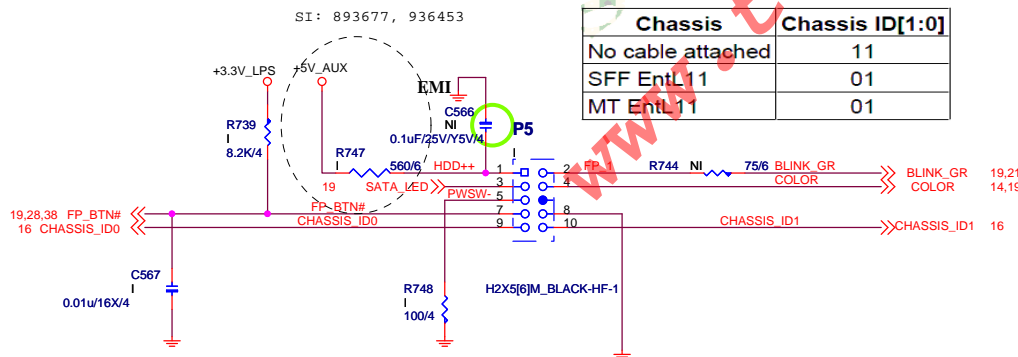 SI: 893677, 936453
Chassis Chassis ID[1:0]
No cable attached 11
SFF EntL11 01
MT EntL11 01
+3.3V_LPS
+5V_AUX
EMI
C566
NI
0.1uF/25V/Y5V/4
P5
I
R739
I
8.2K/4
R747
I
560/6
HDD++
1
2
FP_1
R744
NI
75/6
BLINK_GR
BLINK_GR 19,21
19
SATA_LED
3
4
COLOR
COLOR 14,19
PWSW-
5
19,28,38 FP_BTN#
FP_BTN#
7
8
16 CHASSIS_ID0
CHASSIS_ID0
9
10
CHASSIS_ID1
CHASSIS_ID1 16
C567
I
0.01u/16X/4
R748
I
100/4
H2X5[6]M_BLACK-HF-1
www.t